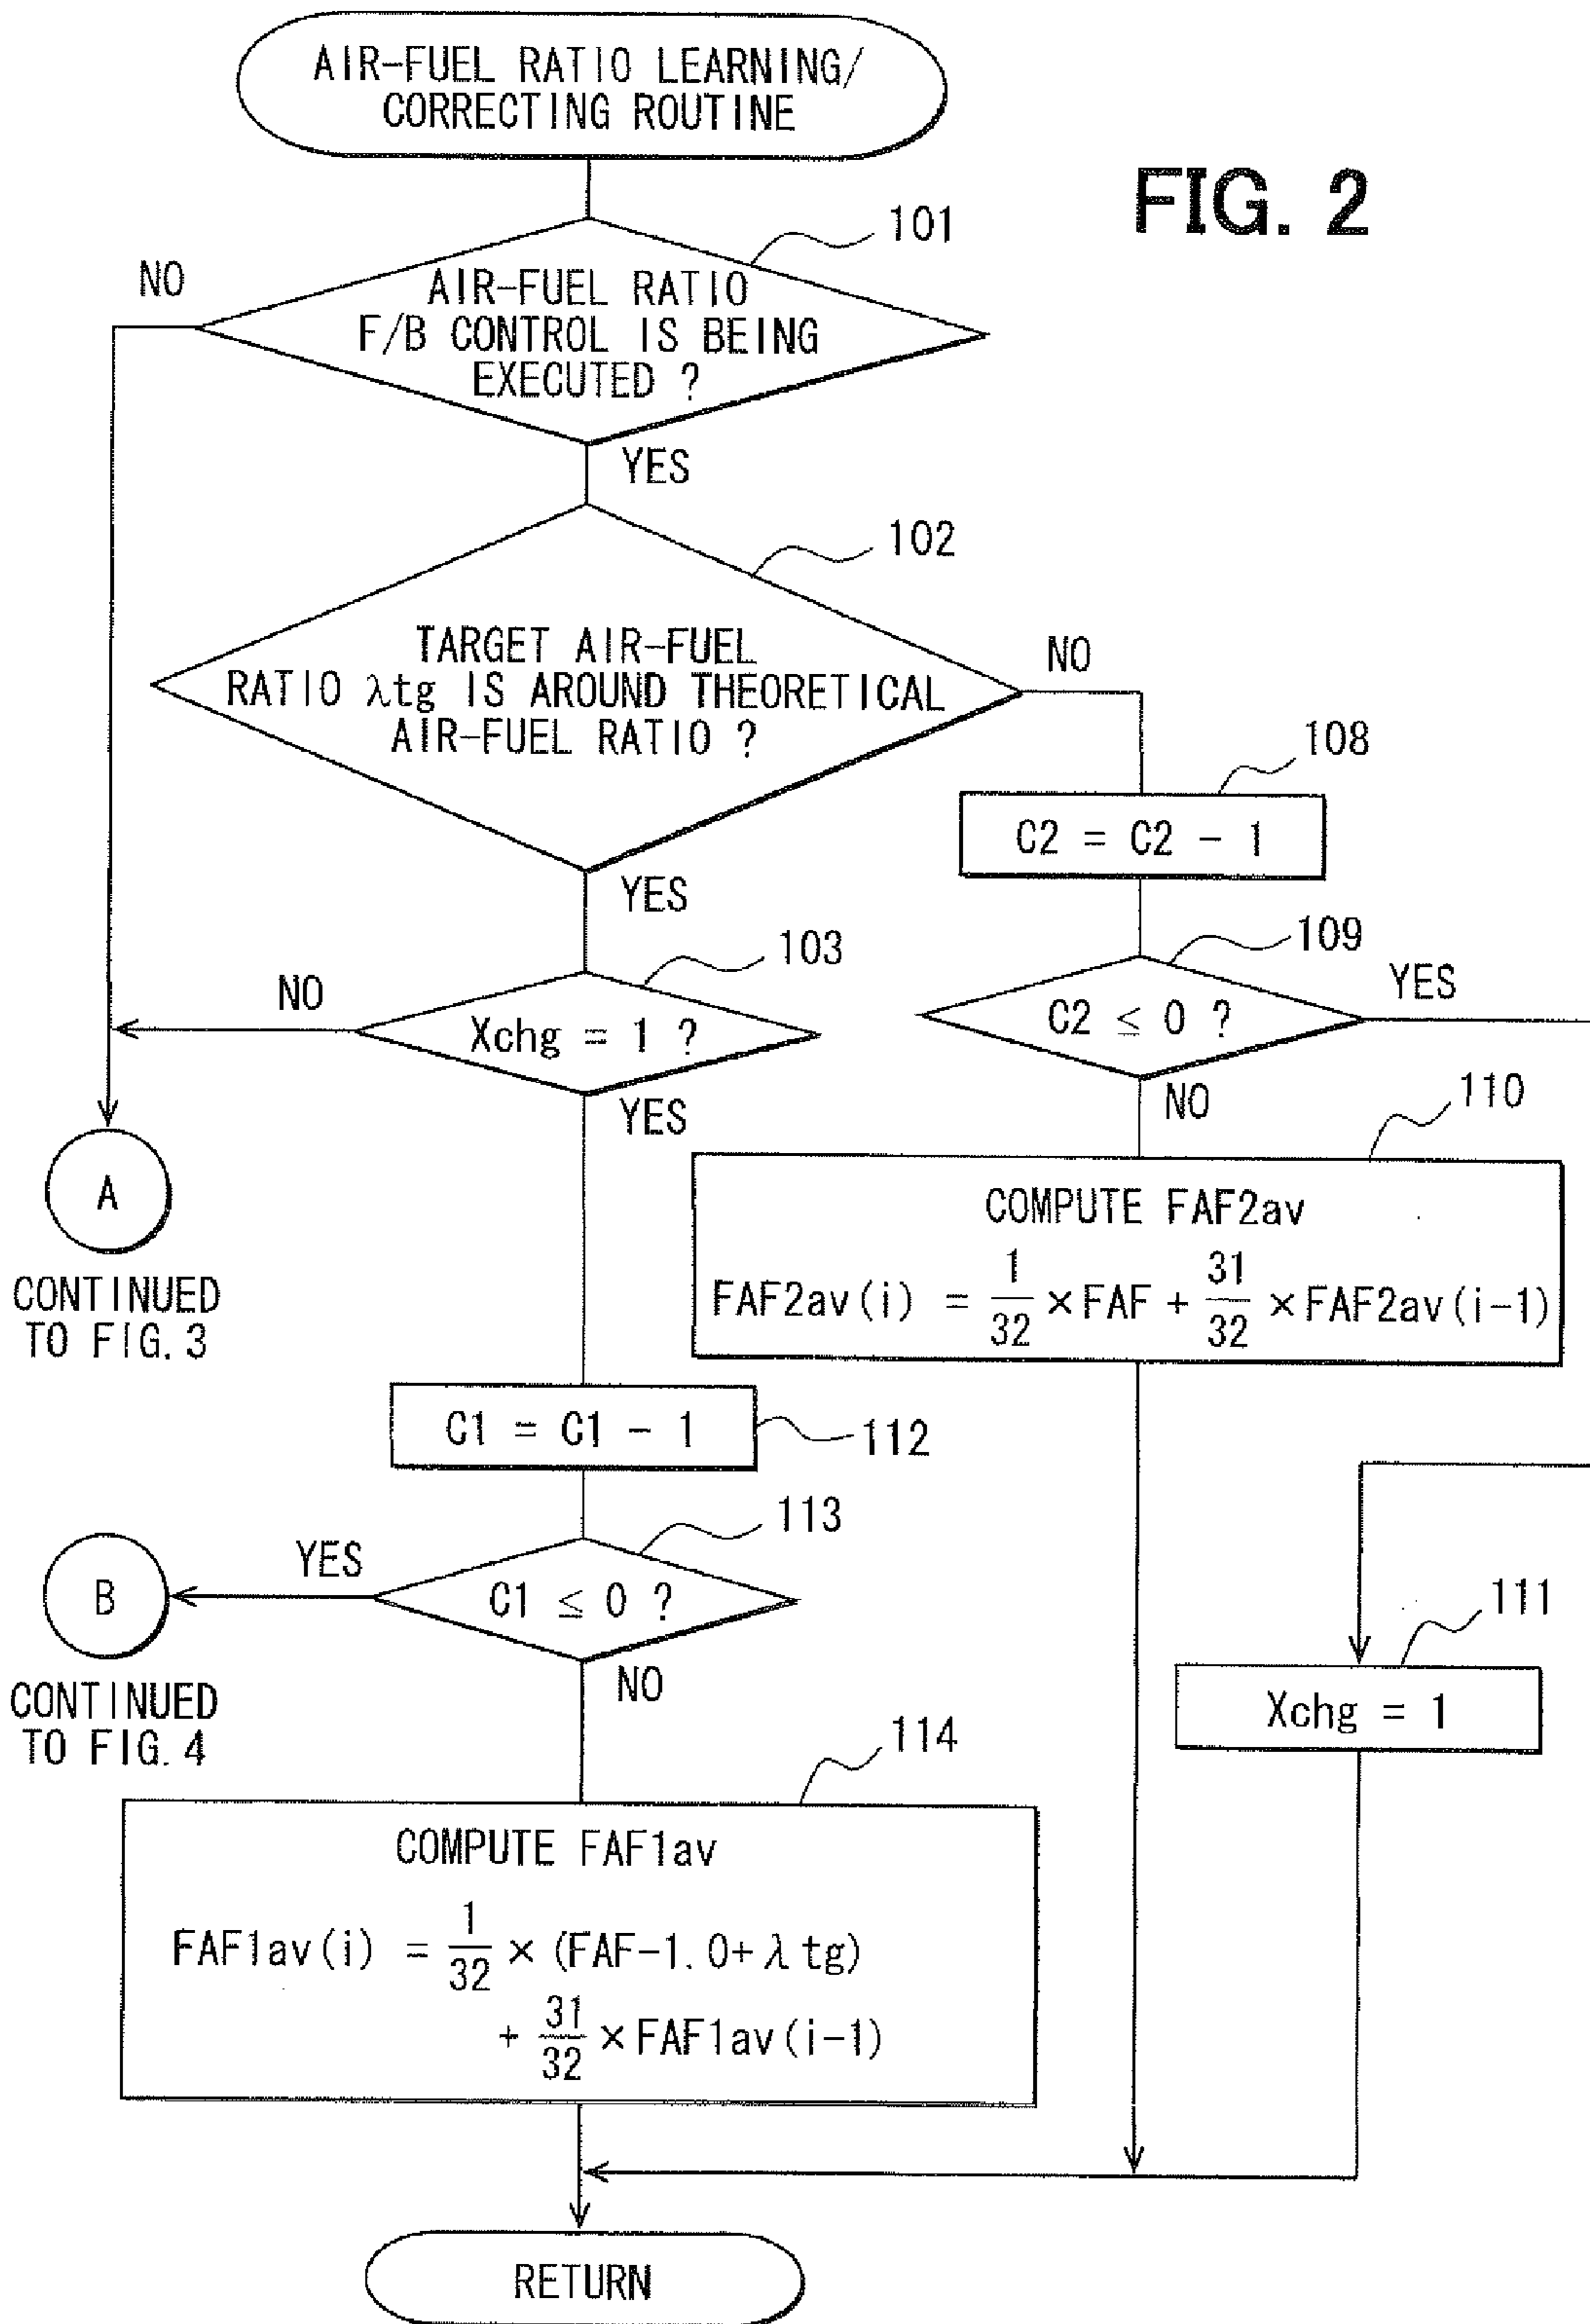 AIR-FUEL RATIO LEARNING/
CORRECTING ROUTINE
FIG. 2
101
NO
AIR-FUEL RATIO
F/B CONTROL IS BEING
EXECUTED ?
YES
102
TARGET AIR-FUEL
RATIO λtg IS AROUND THEORETICAL
AIR-FUEL RATIO ?
NO
YES
108
C2 = C2 - 1
103
NO
Xchg = 1 ?
YES
109
C2 ≤ 0 ?
YES
NO
110
COMPUTE FAF2av
FAF2av(i) = 1/32 × FAF + 31/32 × FAF2av(i-1)
A
CONTINUED
TO FIG. 3
C1 = C1 - 1
112
113
YES
C1 ≤ 0 ?
NO
B
CONTINUED
TO FIG. 4
111
Xchg = 1
114
COMPUTE FAF1av
FAF1av(i) = 1/32 × (FAF-1.0+λtg)
+ 31/32 × FAF1av(i-1)
RETURN